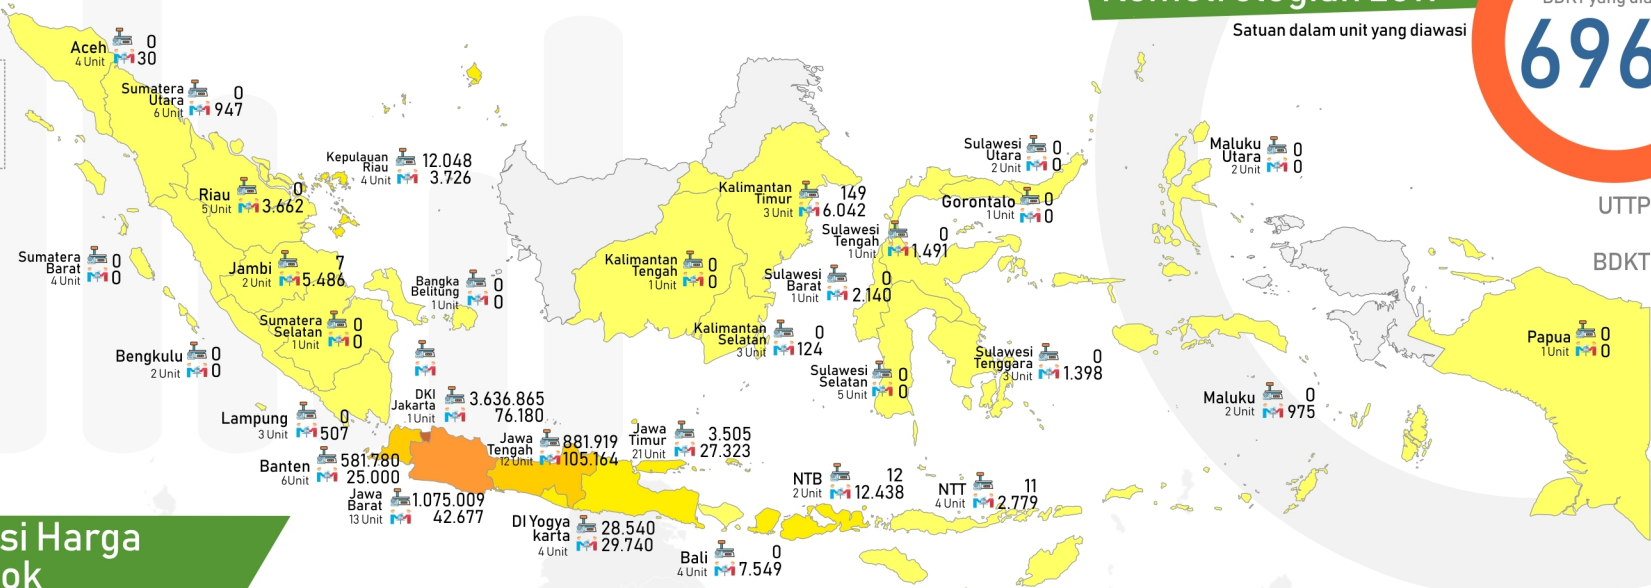 Satuan dalam unit yang diawasi
696
UTTP
BDKT
Aceh
4 Unit
0
30
Sumatera
Utara
6 Unit
0
947
Kepulauan
Riau
4 Unit
12.048
3.726
Riau
5 Unit
0
3.662
Sumatera
Barat
4 Unit
0
0
Jambi
2 Unit
7
5.486
Bangka
Belitung
1 Unit
0
0
Sumatera
Selatan
1 Unit
0
0
Bengkulu
2 Unit
0
0
Lampung
3 Unit
0
507
DKI
Jakarta
1 Unit
3.636.865
76.180
Banten
6Unit
581.780
25.000
Jawa
Barat
13 Unit
1.075.009
42.677
Jawa
Tengah
12 Unit
881.919
105.164
Jawa
Timur
21 Unit
3.505
27.323
DI Yogya
karta
4 Unit
28.540
29.740
Bali
4 Unit
0
7.549
NTB
2 Unit
12
12.438
NTT
4 Unit
11
2.779
Kalimantan
Timur
3 Unit
149
6.042
Kalimantan
Tengah
1 Unit
0
0
Kalimantan
Selatan
3 Unit
0
124
Sulawesi
Utara
2 Unit
0
0
Gorontalo
1 Unit
0
0
Sulawesi
Tengah
1 Unit
0
1.491
Sulawesi
Barat
1 Unit
0
2.140
Sulawesi
Selatan
5 Unit
0
0
Sulawesi
Tenggara
3 Unit
0
1.398
Maluku
Utara
2 Unit
0
0
Maluku
2 Unit
0
975
Papua
1 Unit
0
0
si Harga
ok